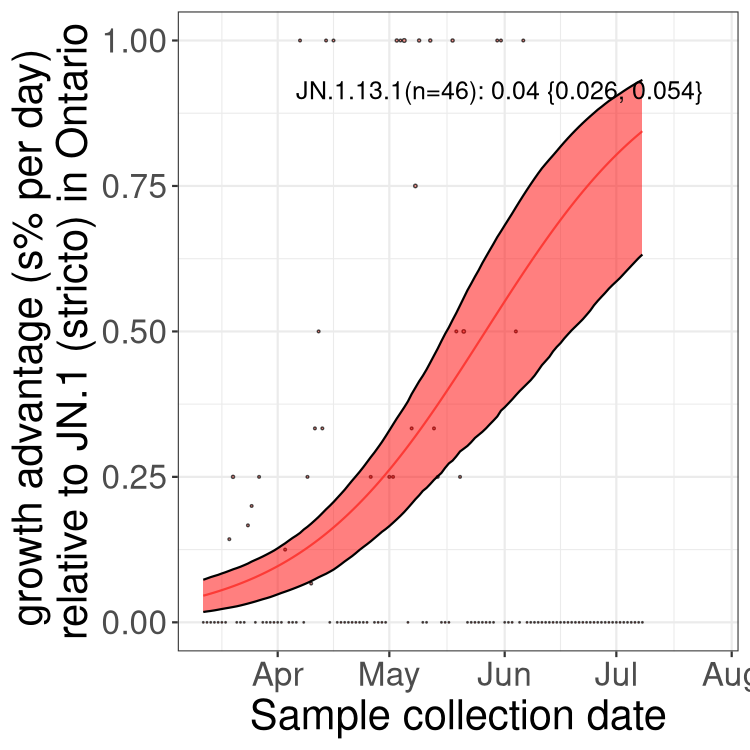 growth advantage (s% per day)
relative to JN.1 (stricto) in Ontario
1.00
0.75
0.50
0.25
0.00
JN.1.13.1(n=46): 0.04 {0.026, 0.054}
Apr May Jun Jul Aug
Sample collection date